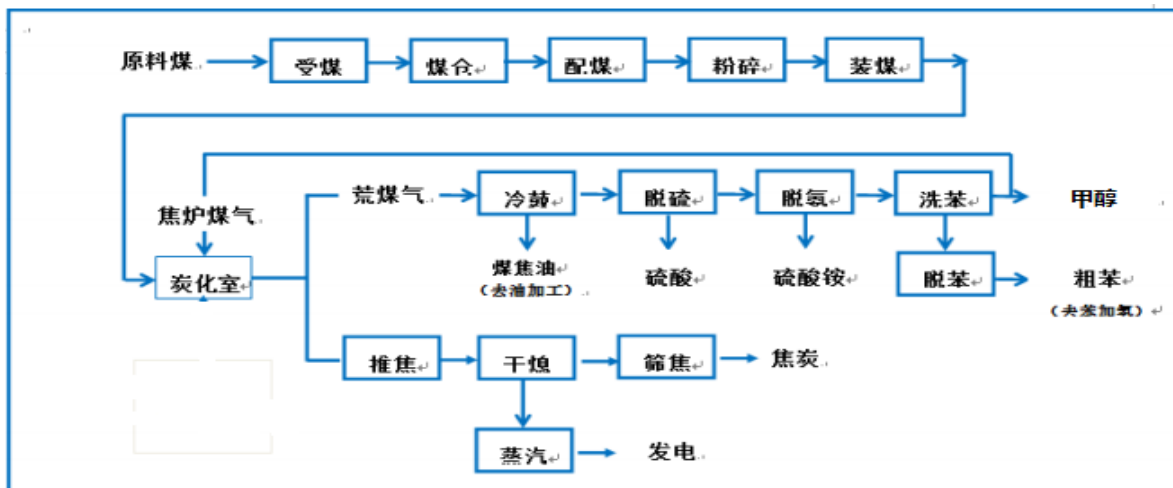 原料煤
受煤
煤仓
配煤
粉碎
装煤
荒煤气
冷鼓
脱硫
脱氨
洗苯
甲醇
焦炉煤气
炭化室
煤焦油
（去油加工）
硫酸
硫酸铵
脱苯
粗苯
（去苯加氢）
推焦
干熄
筛焦
焦炭
蒸汽
发电